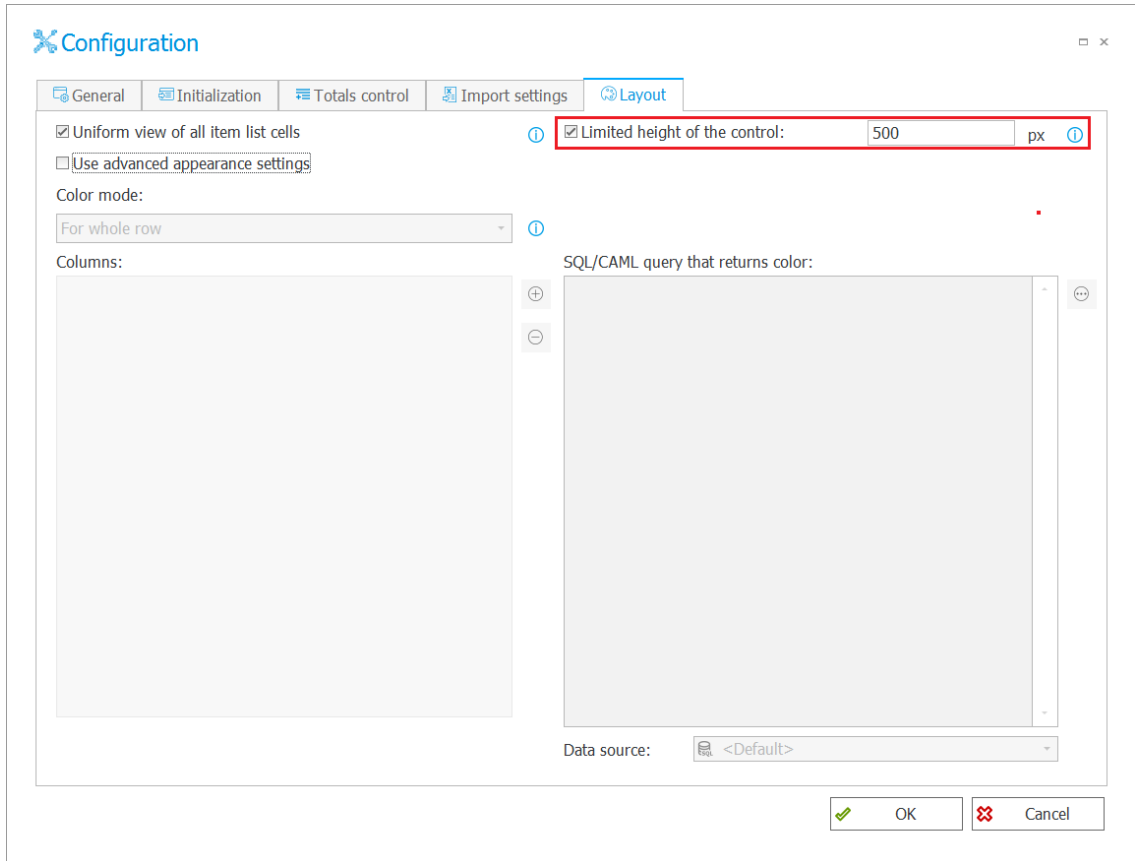 Configuration
General
Initialization
Totals control
Import settings
Layout
Uniform view of all item list cells
Limited height of the control:
500
px
Use advanced appearance settings
Color mode:
For whole row
Columns:
SQL/CAML query that returns color:
Data source:
SQL
<Default>
OK
Cancel